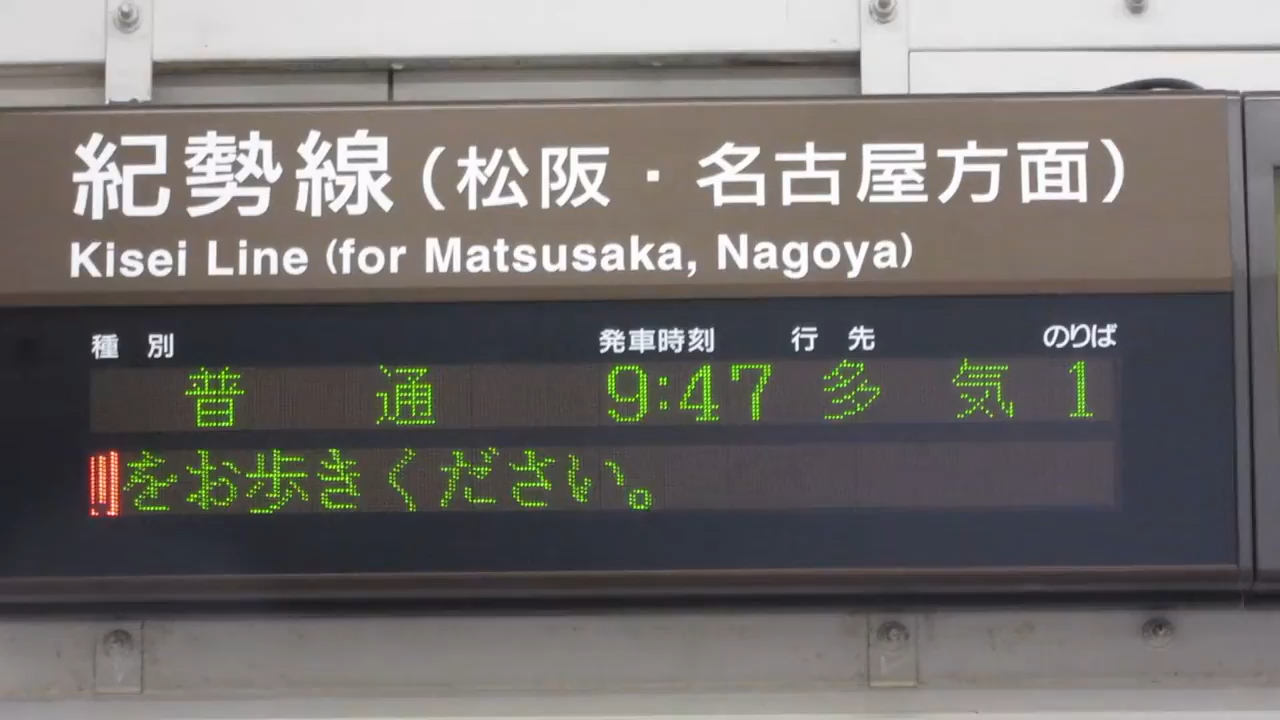 紀勢線（松阪・名古屋方面）
Kisei Line (for Matsusaka, Nagoya)
種別 発車時刻 行先 のりば
普通 9:47 多気 1
をお歩きください。